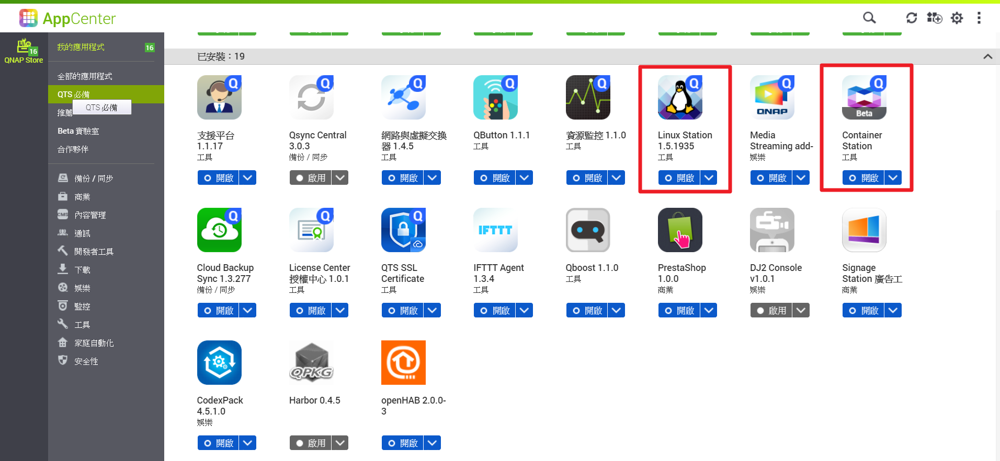 AppCenter
16
QNAP Store
我的應用程式
16
全部的應用程式
QTS 必備
QTS 必備
推薦
Beta 實驗室
合作夥伴
備份 / 同步
商業
CMS
內容管理
通訊
開發者工具
下載
娛樂
監控
工具
家庭自動化
安全性
已安裝：19
支援平台
1.1.17
工具
開啟
Qsync Central
3.0.3
備份 / 同步
啟用
網路與虛擬交換
器 1.4.5
工具
開啟
QButton 1.1.1
工具
開啟
資源監控 1.1.0
工具
開啟
Linux Station
1.5.1935
工具
開啟
QNAP
Media
Streaming add-
娛樂
開啟
Beta
Container
Station
工具
開啟
Cloud Backup
Sync 1.3.277
備份 / 同步
開啟
License Center
授權中心 1.0.1
工具
開啟
QTS SSL
Certificate
工具
開啟
IFTTT
IFTTT Agent
1.3.4
工具
開啟
Qboost 1.1.0
工具
開啟
PrestaShop
1.0.0
商業
開啟
DJ2 Console
v1.0.1
娛樂
啟用
Signage
Station 廣告工
商業
開啟
CodexPack
4.5.1.0
娛樂
開啟
QPKG
Harbor 0.4.5
啟用
openHAB 2.0.0-
3
開啟